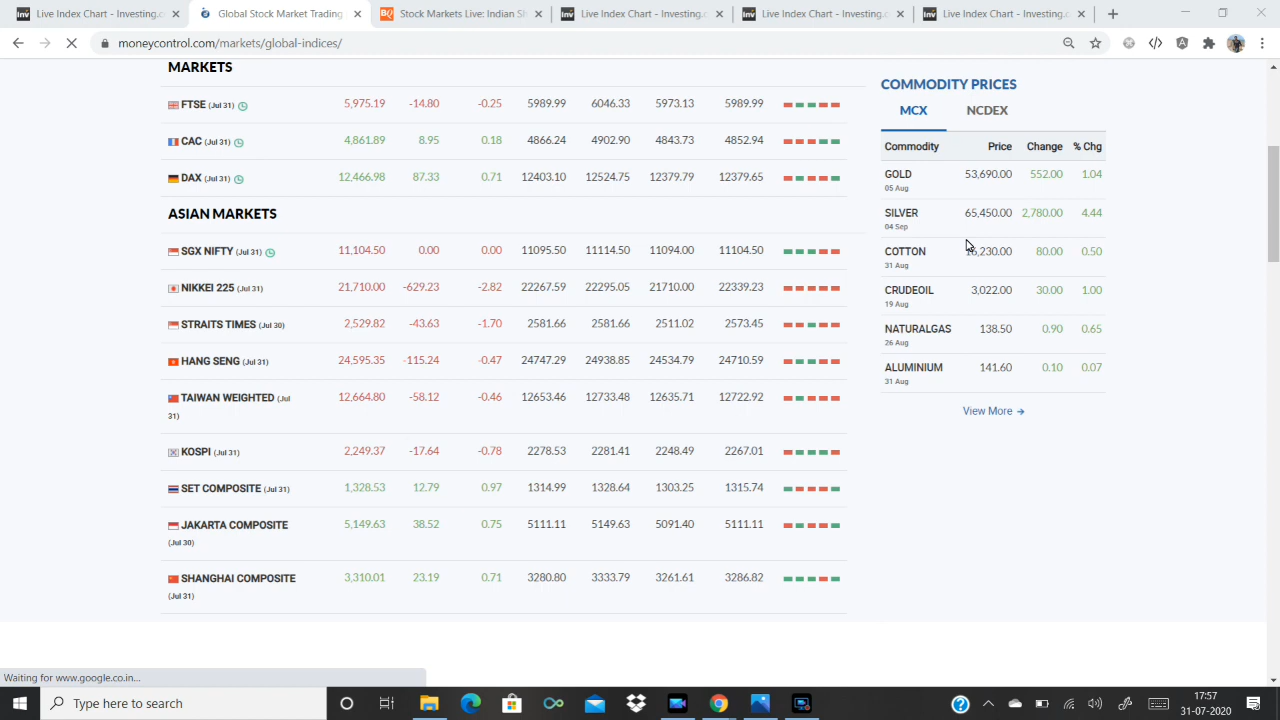 Live Index Chart - Investing.c
Global Stock Market Trading
Stock Markets Live: Indian Sh
Live Index Chart - Investing.c
Live Index Chart - Investing.c
Live Index Chart - Investing.c
moneycontrol.com/markets/global-indices/
MARKETS
FTSE (Jul 31) 5,975.19 -14.80 -0.25 5989.99 6046.33 5973.13 5989.99
CAC (Jul 31) 4,861.89 8.95 0.18 4866.24 4902.90 4843.73 4852.94
DAX (Jul 31) 12,466.98 87.33 0.71 12403.10 12524.75 12379.79 12379.65
ASIAN MARKETS
SGX NIFTY (Jul 31) 11,104.50 0.00 0.00 11095.50 11114.50 11094.00 11104.50
NIKKEI 225 (Jul 31) 21,710.00 -629.23 -2.82 22267.59 22295.05 21710.00 22339.23
STRAITS TIMES (Jul 30) 2,529.82 -43.63 -1.70 2581.66 2581.66 2511.02 2573.45
HANG SENG (Jul 31) 24,595.35 -115.24 -0.47 24747.29 24938.85 24534.79 24710.59
TAIWAN WEIGHTED (Jul 12,664.80 -58.12 -0.46 12653.46 12733.48 12635.71 12722.92
31)
KOSPI (Jul 31) 2,249.37 -17.64 -0.78 2278.53 2281.41 2248.49 2267.01
SET COMPOSITE (Jul 31) 1,328.53 12.79 0.97 1314.99 1328.64 1303.25 1315.74
JAKARTA COMPOSITE 5,149.63 38.52 0.75 5111.11 5149.63 5091.40 5111.11
(Jul 30)
SHANGHAI COMPOSITE 3,310.01 23.19 0.71 3280.80 3333.79 3261.61 3286.82
(Jul 31)
COMMODITY PRICES
MCX NCDEX
Commodity Price Change % Chg
GOLD 53,690.00 552.00 1.04
05 Aug
SILVER 65,450.00 2,780.00 4.44
04 Sep
COTTON 80.00 0.50
31 Aug
CRUDEOIL 3,022.00 30.00 1.00
19 Aug
NATURALGAS 138.50 0.90 0.65
26 Aug
ALUMINIUM 141.60 0.10 0.07
31 Aug
View More
Waiting for www.google.co.in...
Type here to search
17:57
31-07-2020